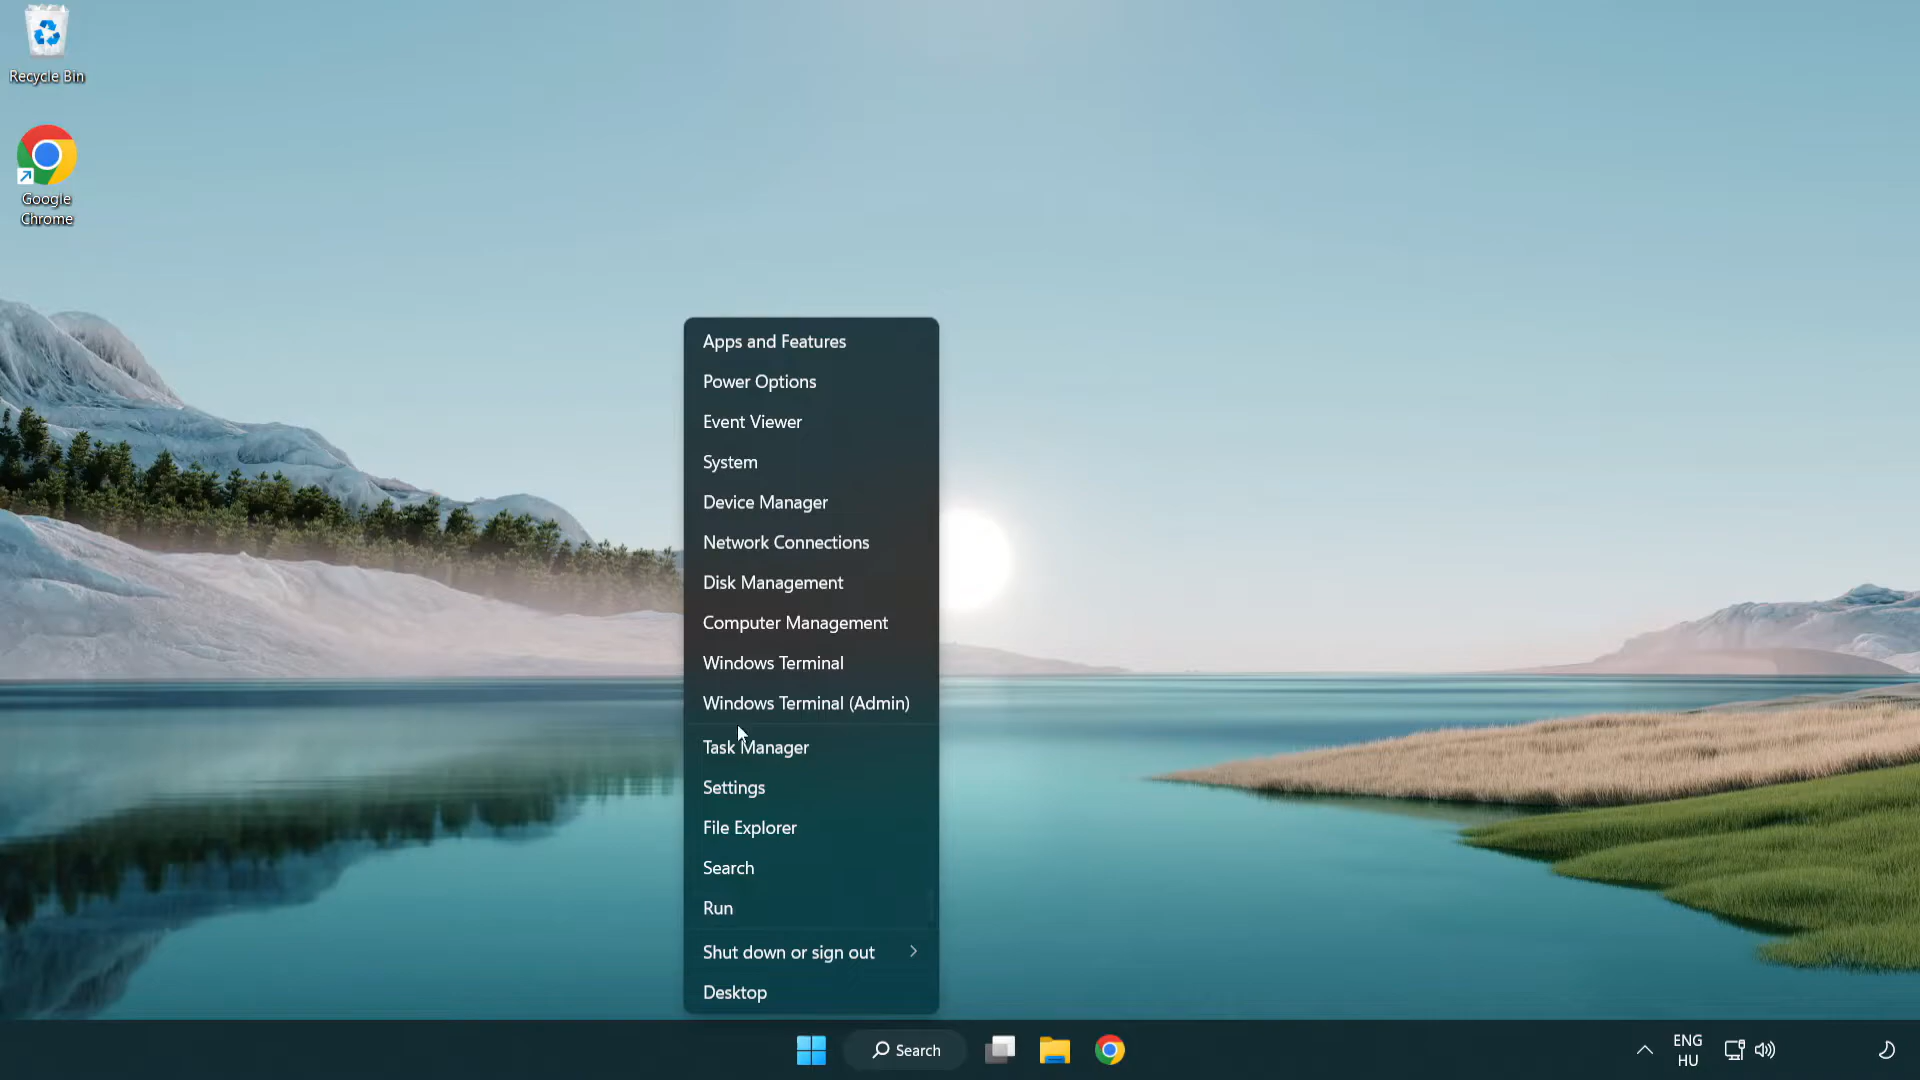 Recycle Bin
Google
Chrome
Apps and Features
Power Options
Event Viewer
System
Device Manager
Network Connections
Disk Management
Computer Management
Windows Terminal
Windows Terminal (Admin)
Task Manager
Settings
File Explorer
Search
Run
Shut down or sign out
Desktop
Search
ENG
HU